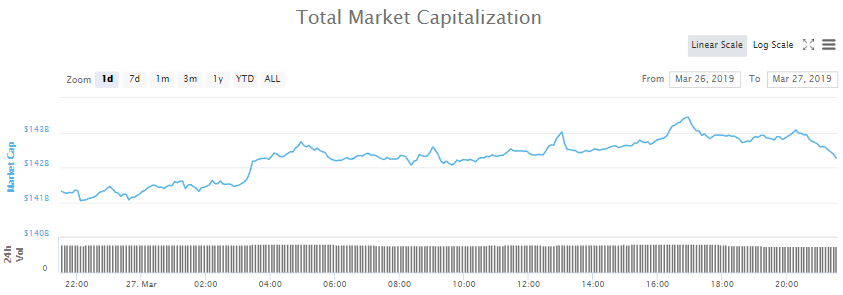 Total Market Capitalization
Linear Scale Log Scale
Zoom 1d 7d 1m 3m 1y YTD ALL From Mar 26, 2019 To Mar 27, 2019
Market Cap
$143B
$142B
$141B
$140B
24h Vol
0
22:00 27. Mar 02:00 04:00 06:00 08:00 10:00 12:00 14:00 16:00 18:00 20:00